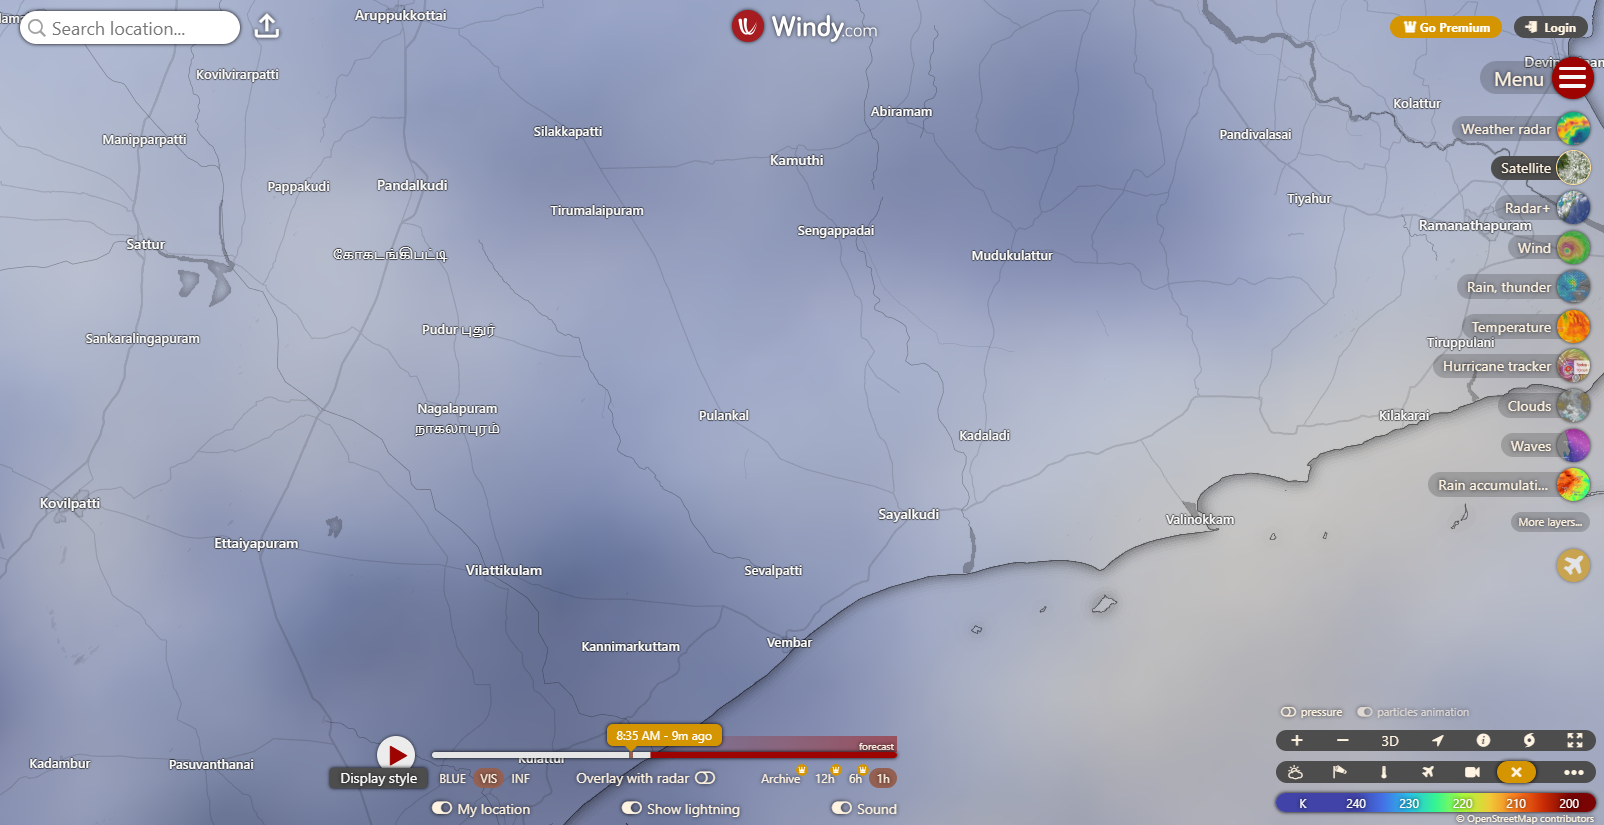 Aruppukkottai
Search location...
Windy.com
Go Premium
Login
Kovilvirarpatti
Menu
Kolattur
Abiramam
Manipparpatti
Silakkapatti
Pandivalasai
Weather radar
Kamuthi
Satellite
Pappakudi
Pandalkudi
Tirumalaipuram
Tiyahur
Radar+
Sattur
Sengappadai
Ramanathapuram
கோகடங்கிபட்டி
Mudukulattur
Wind
Rain, thunder
Pudur புதூர்
Temperature
Sankaralingapuram
Tiruppulani
Hurricane tracker
Nagalapuram
நாகலாபுரம்
Pulankal
Clouds
Kilakarai
Kadaladi
Waves
Rain accumulati...
Kovilpatti
Sayalkudi
Valinokkam
More layers...
Ettaiyapuram
Vilattikulam
Sevalpatti
Kannimarkuttam
Vembar
pressure
particles animation
8:35 AM - 9m ago
forecast
3D
Kadambur
Pasuvanthanai
Kulattur
Display style
BLUE
VIS
INF
Overlay with radar
Archive
12h
6h
1h
My location
Show lightning
Sound
K 240 230 220 210 200
© OpenStreetMap contributors